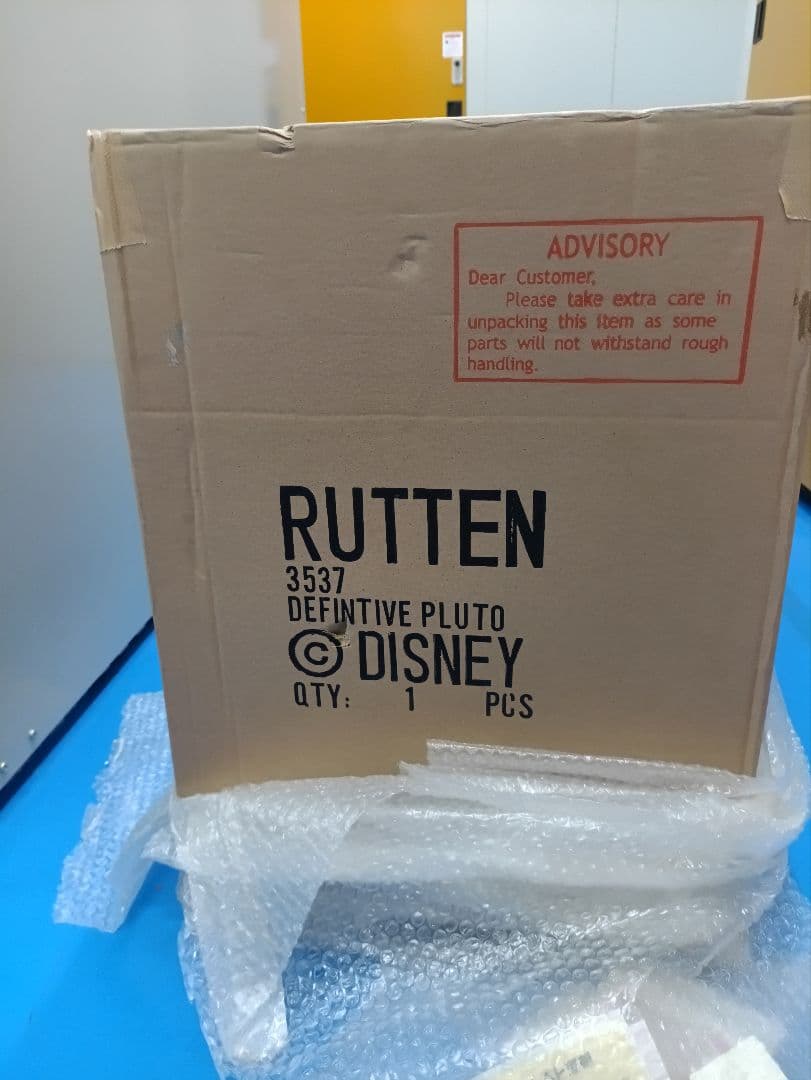 ADVISORY
Dear Customer,
Please take extra care in
unpacking this item as some
parts will not withstand rough
handling.
RUTTEN
3537
DEFINTIVE PLUTO
© DISNEY
QTY: 1 PCS